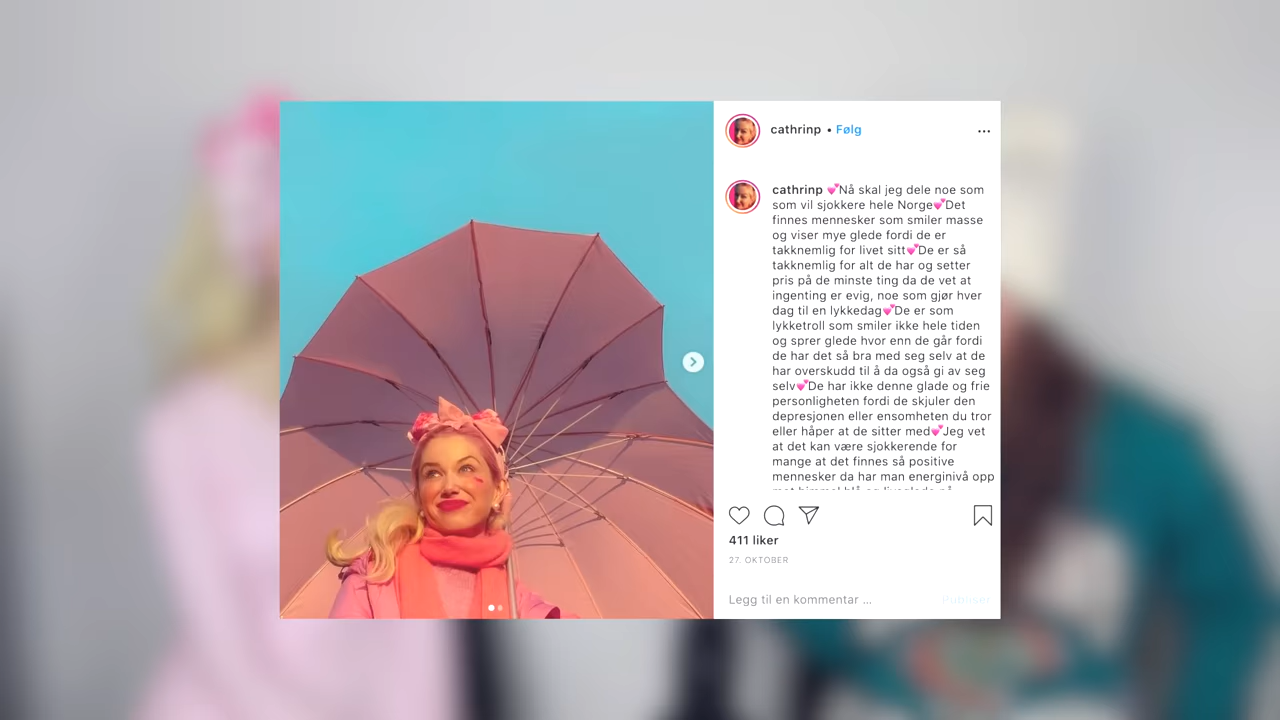 cathrinp • Følg
cathrinp 💕Nå skal jeg dele noe som
som vil sjokkere hele Norge💕Det
finnes mennesker som smiler masse
og viser mye glede fordi de er
takknemlig for livet sitt💕De er så
takknemlig for alt de har og setter
pris på de minste ting da de vet at
ingenting er evig, noe som gjør hver
dag til en lykkedag💕De er som
lykketroll som smiler ikke hele tiden
og sprer glede hvor enn de går fordi
de har det så bra med seg selv at de
har overskudd til å da også gi av seg
selv💕De har ikke denne glade og frie
personligheten fordi de skjuler den
depresjonen eller ensomheten du tror
eller håper at de sitter med💕Jeg vet
at det kan være sjokkerende for
mange at det finnes så positive
mennesker da har man energinivå opp
411 liker
27. OKTOBER
Legg til en kommentar ...
Publiser